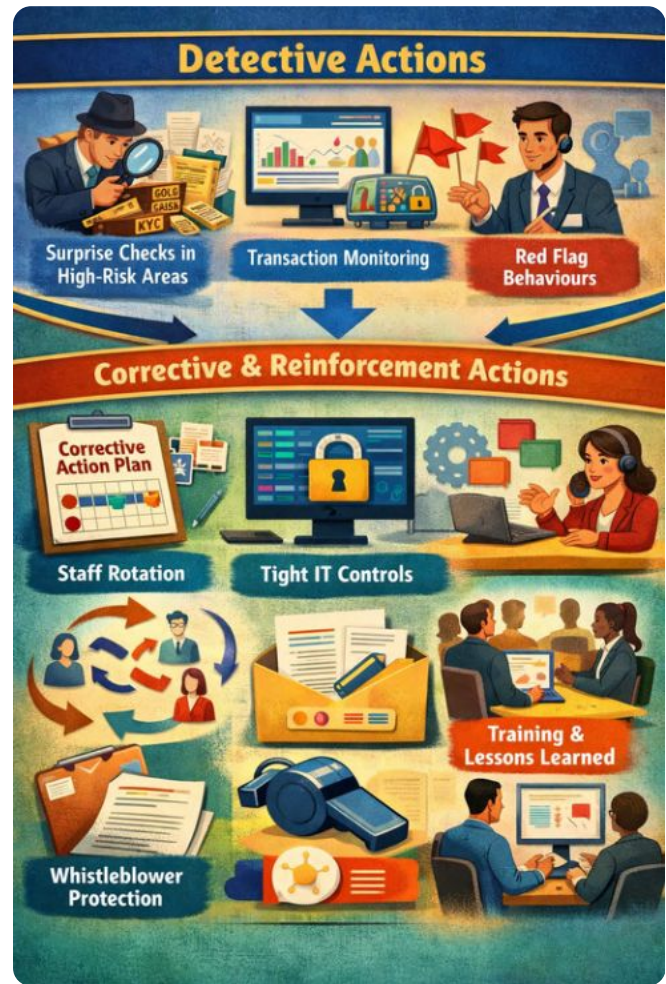 Detective Actions
GOLD
KYC
Surprise Checks in
High-Risk Areas
Transaction Monitoring
Red Flag
Behaviours
Corrective & Reinforcement Actions
Corrective
Action Plan
Staff Rotation
Tight IT Controls
Training &
Lessons Learned
Whistleblower
Protection